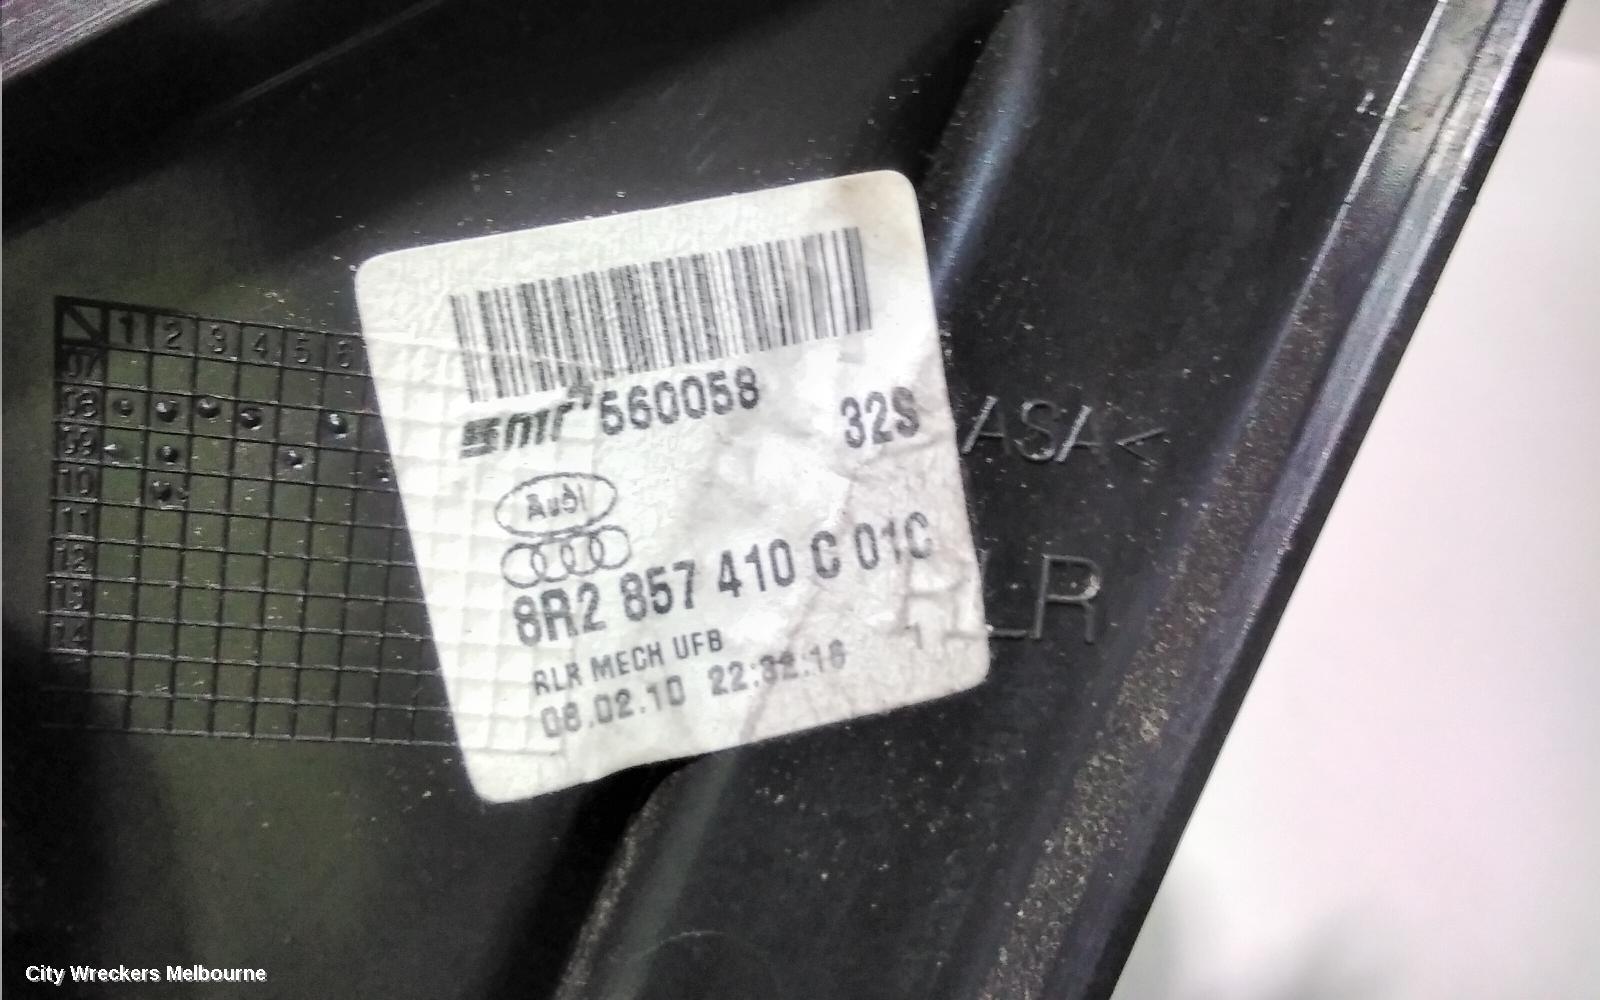 1 2 3 4 5 6
07
08
09
10
11
12
13
14
smr 560058
32S
Audi
8R2 857 410 C 01C
RLR MECH UFB
08.02.10 22:32:16
1
ASA<
RLR
City Wreckers Melbourne